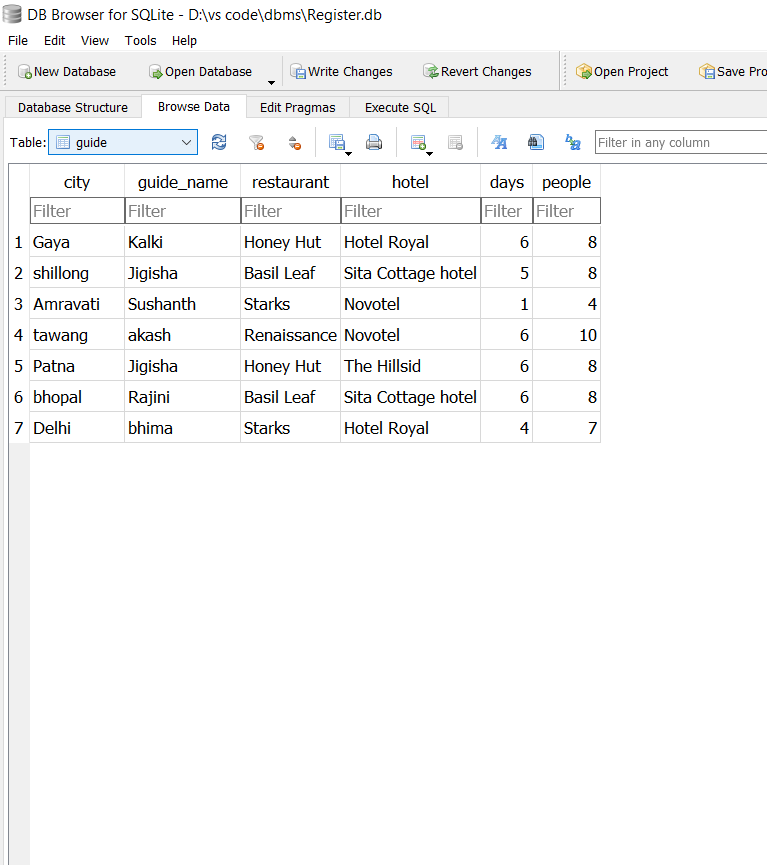 DB Browser for SQLite - D:\vs code\dbms\Register.db
File Edit View Tools Help
New Database Open Database Write Changes Revert Changes Open Project Save Pro
Database Structure Browse Data Edit Pragmas Execute SQL
Table: guide Filter in any column
city guide_name restaurant hotel days people
Filter Filter Filter Filter Filter Filter
1 Gaya Kalki Honey Hut Hotel Royal 6 8
2 shillong Jigisha Basil Leaf Sita Cottage hotel 5 8
3 Amravati Sushanth Starks Novotel 1 4
4 tawang akash Renaissance Novotel 6 10
5 Patna Jigisha Honey Hut The Hillsid 6 8
6 bhopal Rajini Basil Leaf Sita Cottage hotel 6 8
7 Delhi bhima Starks Hotel Royal 4 7